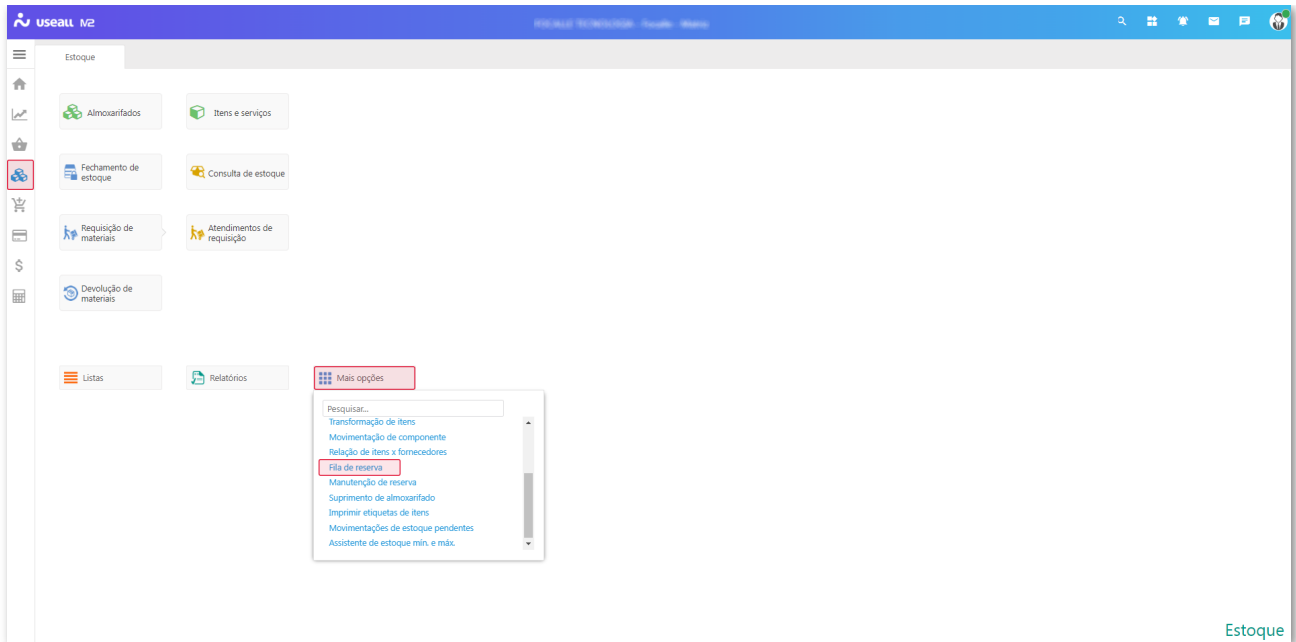 useall M2
Estoque
Almoxarifados
Itens e serviços
Fechamento de
estoque
Consulta de estoque
Requisição de
materiais
Atendimentos de
requisição
Devolução de
materiais
Listas
Relatórios
Mais opções
Pesquisar...
Transformação de itens
Movimentação de componente
Relação de itens x fornecedores
Fila de reserva
Manutenção de reserva
Suprimento de almoxarifado
Imprimir etiquetas de itens
Movimentações de estoque pendentes
Assistente de estoque mín. e máx.
Estoque